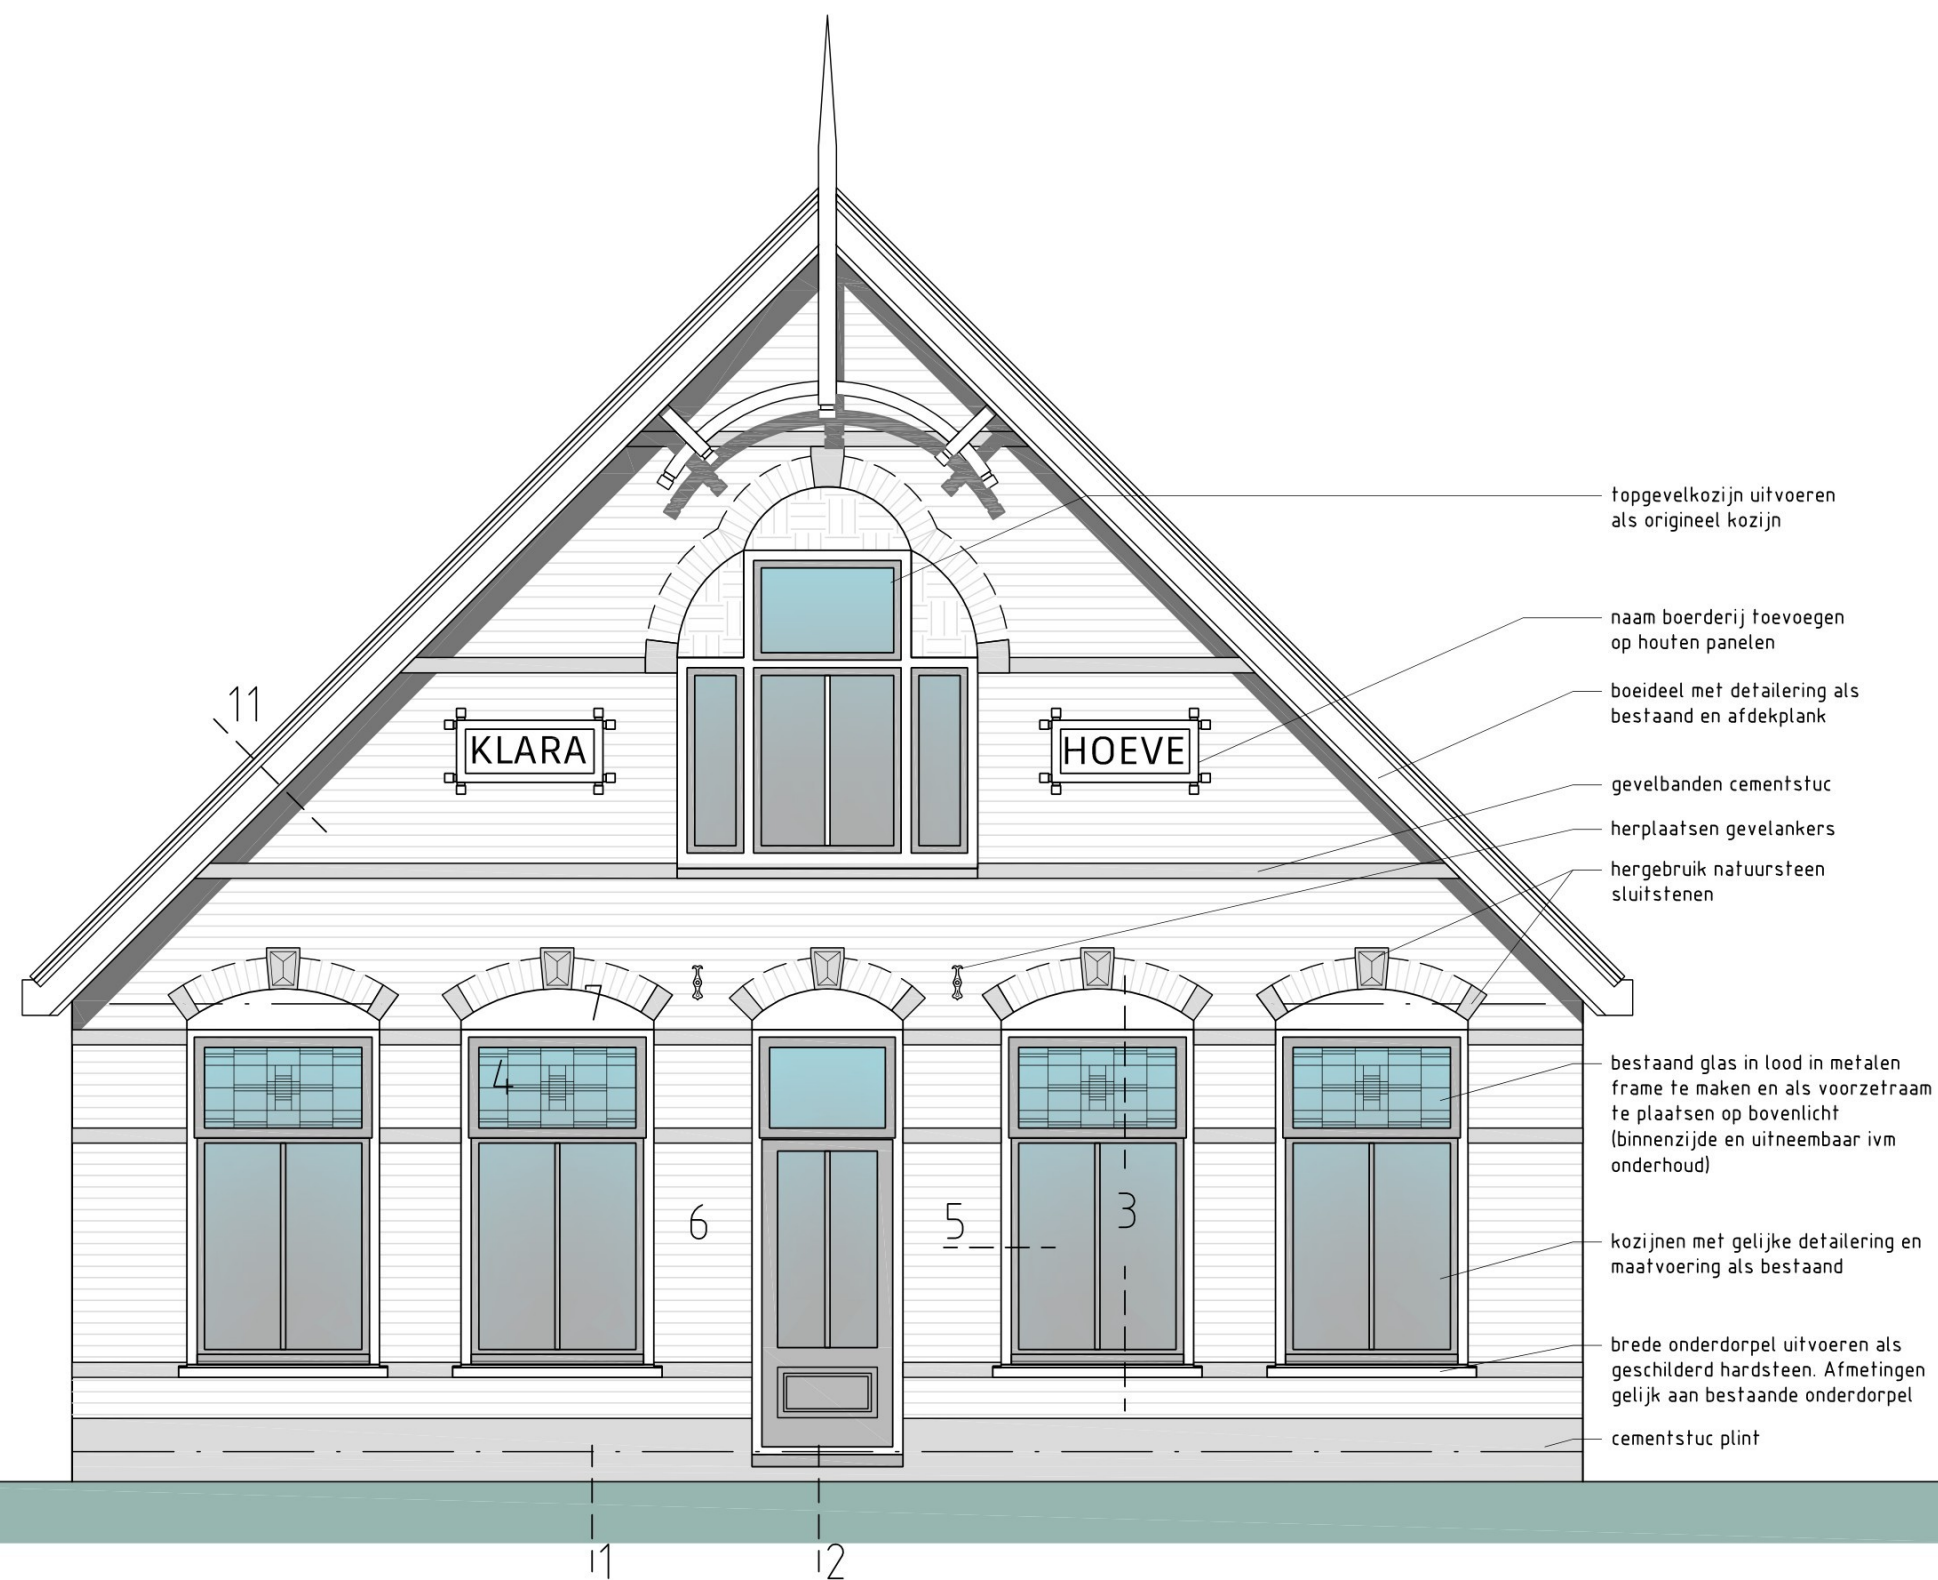 topgevelkozijn uitvoeren
als origineel kozijn
naam boerderij toevoegen
op houten panelen
11
boeideel met detailering als
bestaand en afdekplank
KLARA
HOEVE
gevelbanden cementstuc
herplaatsen gevelankers
hergebruik natuursteen
sluitstenen
7
4
bestaand glas in lood in metalen
frame te maken en als voorzetraam
te plaatsen op bovenlicht
(binnenzijde en uitneembaar ivm
onderhoud)
6
5
3
kozijnen met gelijke detailering en
maatvoering als bestaand
brede onderdorpel uitvoeren als
geschilderd hardsteen. Afmetingen
gelijk aan bestaande onderdorpel
cementstuc plint
1
2